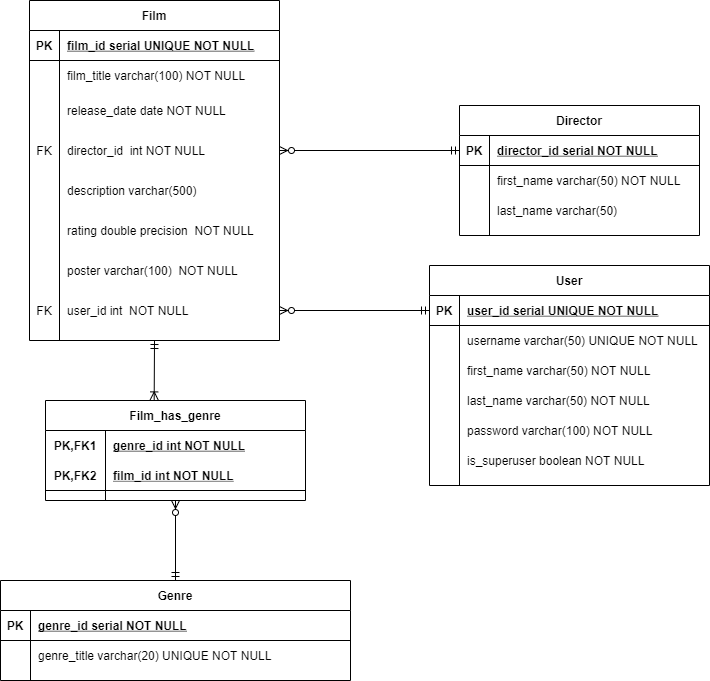 Film
PK film_id serial UNIQUE NOT NULL
film_title varchar(100) NOT NULL
release_date date NOT NULL
FK director_id int NOT NULL
description varchar(500)
rating double precision NOT NULL
poster varchar(100) NOT NULL
FK user_id int NOT NULL
Director
PK director_id serial NOT NULL
first_name varchar(50) NOT NULL
last_name varchar(50)
User
PK user_id serial UNIQUE NOT NULL
username varchar(50) UNIQUE NOT NULL
first_name varchar(50) NOT NULL
last_name varchar(50) NOT NULL
password varchar(100) NOT NULL
is_superuser boolean NOT NULL
Film_has_genre
PK,FK1 genre_id int NOT NULL
PK,FK2 film_id int NOT NULL
Genre
PK genre_id serial NOT NULL
genre_title varchar(20) UNIQUE NOT NULL